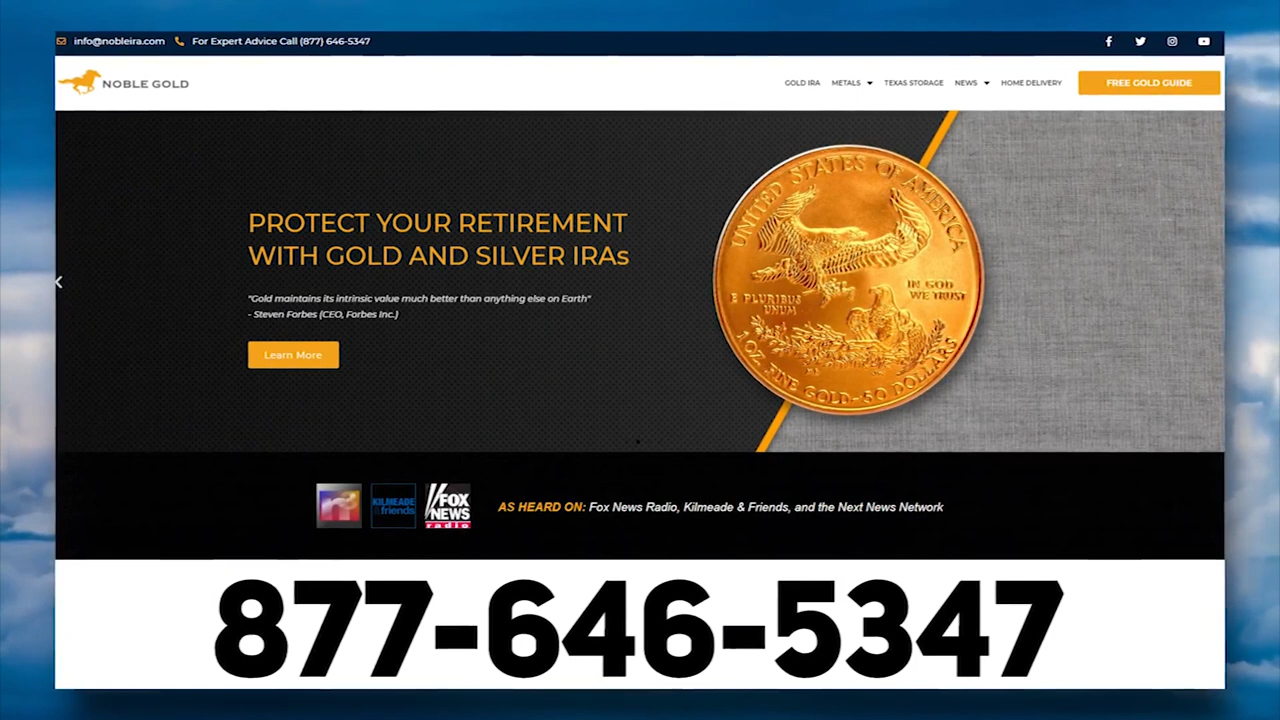 info@nobleira.com For Expert Advice Call (877) 646-5347
NOBLE GOLD GOLD IRA METALS TEXAS STORAGE NEWS HOME DELIVERY FREE GOLD GUIDE
PROTECT YOUR RETIREMENT
WITH GOLD AND SILVER IRAs
"Gold maintains its intrinsic value much better than anything else on Earth"
- Steven Forbes (CEO, Forbes Inc.)
Learn More
UNITED STATES OF AMERICA
IN GOD
WE TRUST
E PLURIBUS
UNUM
1 OZ. FINE GOLD~50 DOLLARS
KILMEADE
&friends
FOX
NEWS
radio
AS HEARD ON: Fox News Radio, Kilmeade & Friends, and the Next News Network
877-646-5347